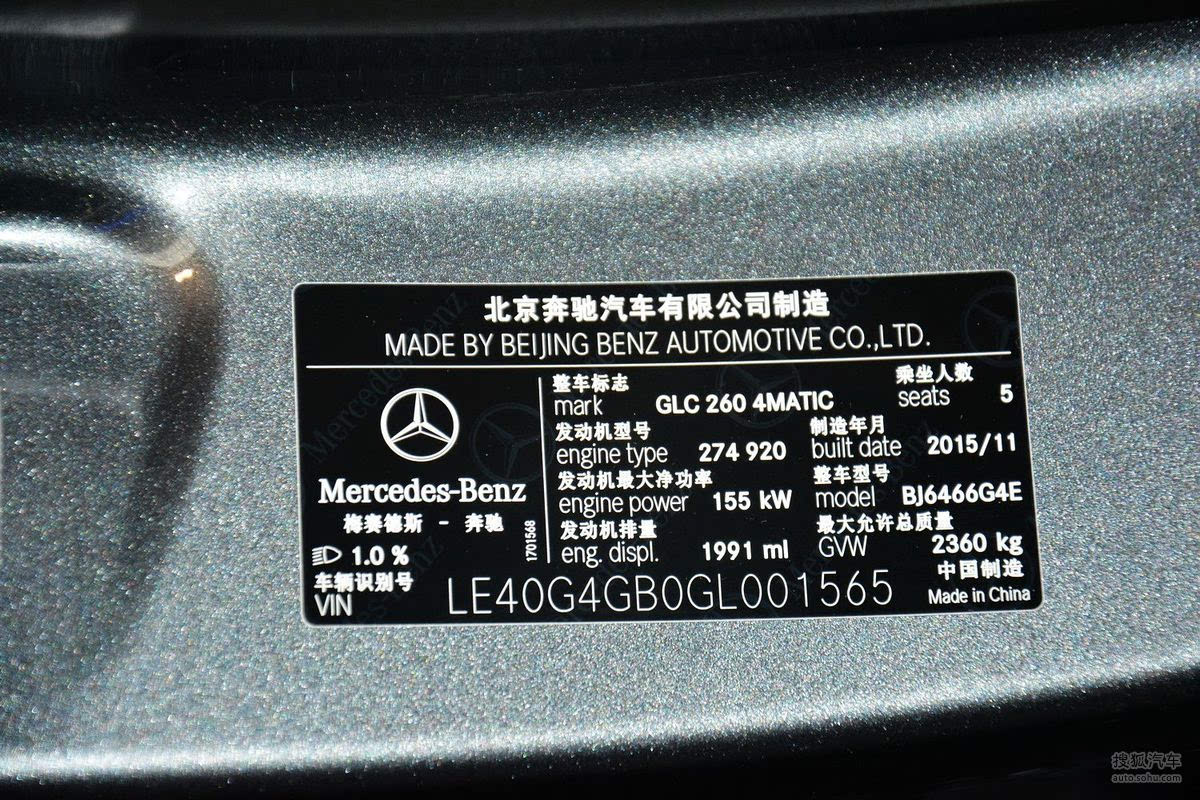 北京奔驰汽车有限公司制造
MADE BY BEIJING BENZ AUTOMOTIVE CO.,LTD.
Mercedes-Benz
梅赛德斯 - 奔驰
1701568
1.0 %
整车标志
mark GLC 260 4MATIC
乘坐人数
seats 5
发动机型号
engine type 274 920
制造年月
built date 2015/11
发动机最大净功率
engine power 155 kW
整车型号
model BJ6466G4E
发动机排量
eng. displ. 1991 ml
最大允许总质量
GVW 2360 kg
车辆识别号
VIN LE40G4GB0GL001565
中国制造
Made in China
搜狐汽车
auto.sohu.com